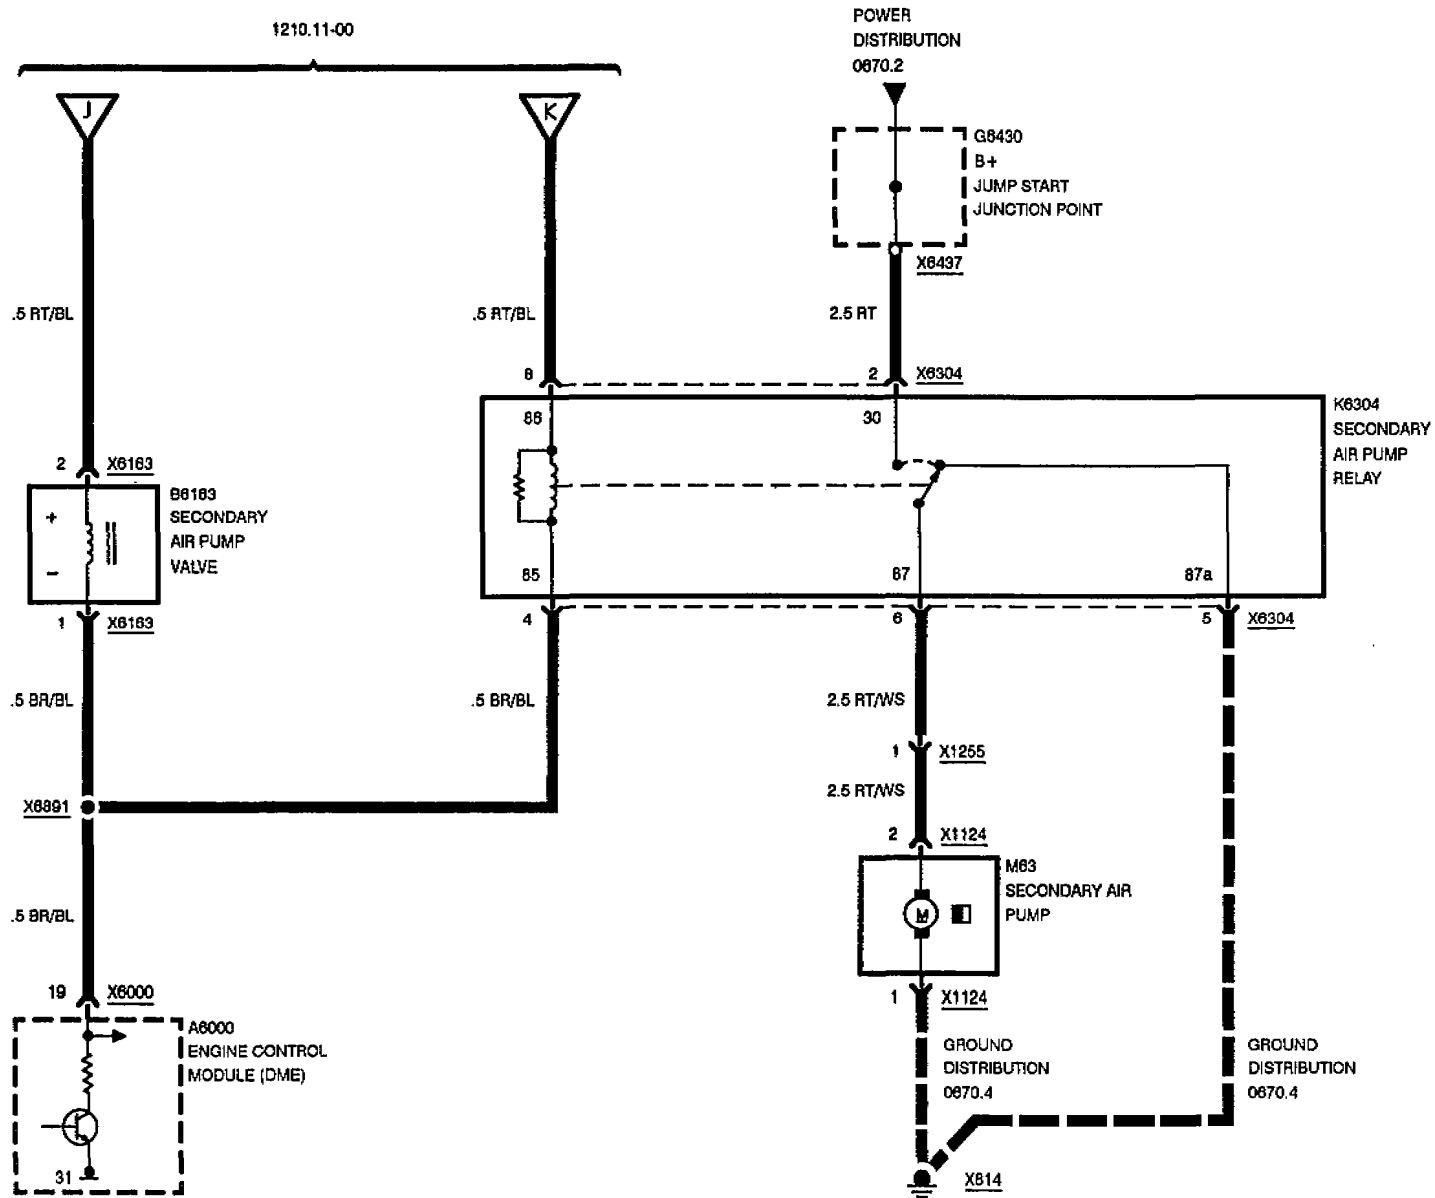 1210.11-00
POWER
DISTRIBUTION
0670.2
J
K
G6430
B+
JUMP START
JUNCTION POINT
X6437
.5 RT/BL
.5 RT/BL
2.5 RT
8
2
X6304
86
30
K6304
SECONDARY
AIR PUMP
RELAY
2
X6163
B6163
SECONDARY
AIR PUMP
VALVE
+
−
85
87
87a
1
X6163
4
6
5
X6304
.5 BR/BL
.5 BR/BL
2.5 RT/WS
1
X1255
2.5 RT/WS
X6891
2
X1124
M63
SECONDARY AIR
PUMP
M
.5 BR/BL
19
X6000
1
X1124
A6000
ENGINE CONTROL
MODULE (DME)
GROUND
DISTRIBUTION
0670.4
GROUND
DISTRIBUTION
0670.4
31
X614